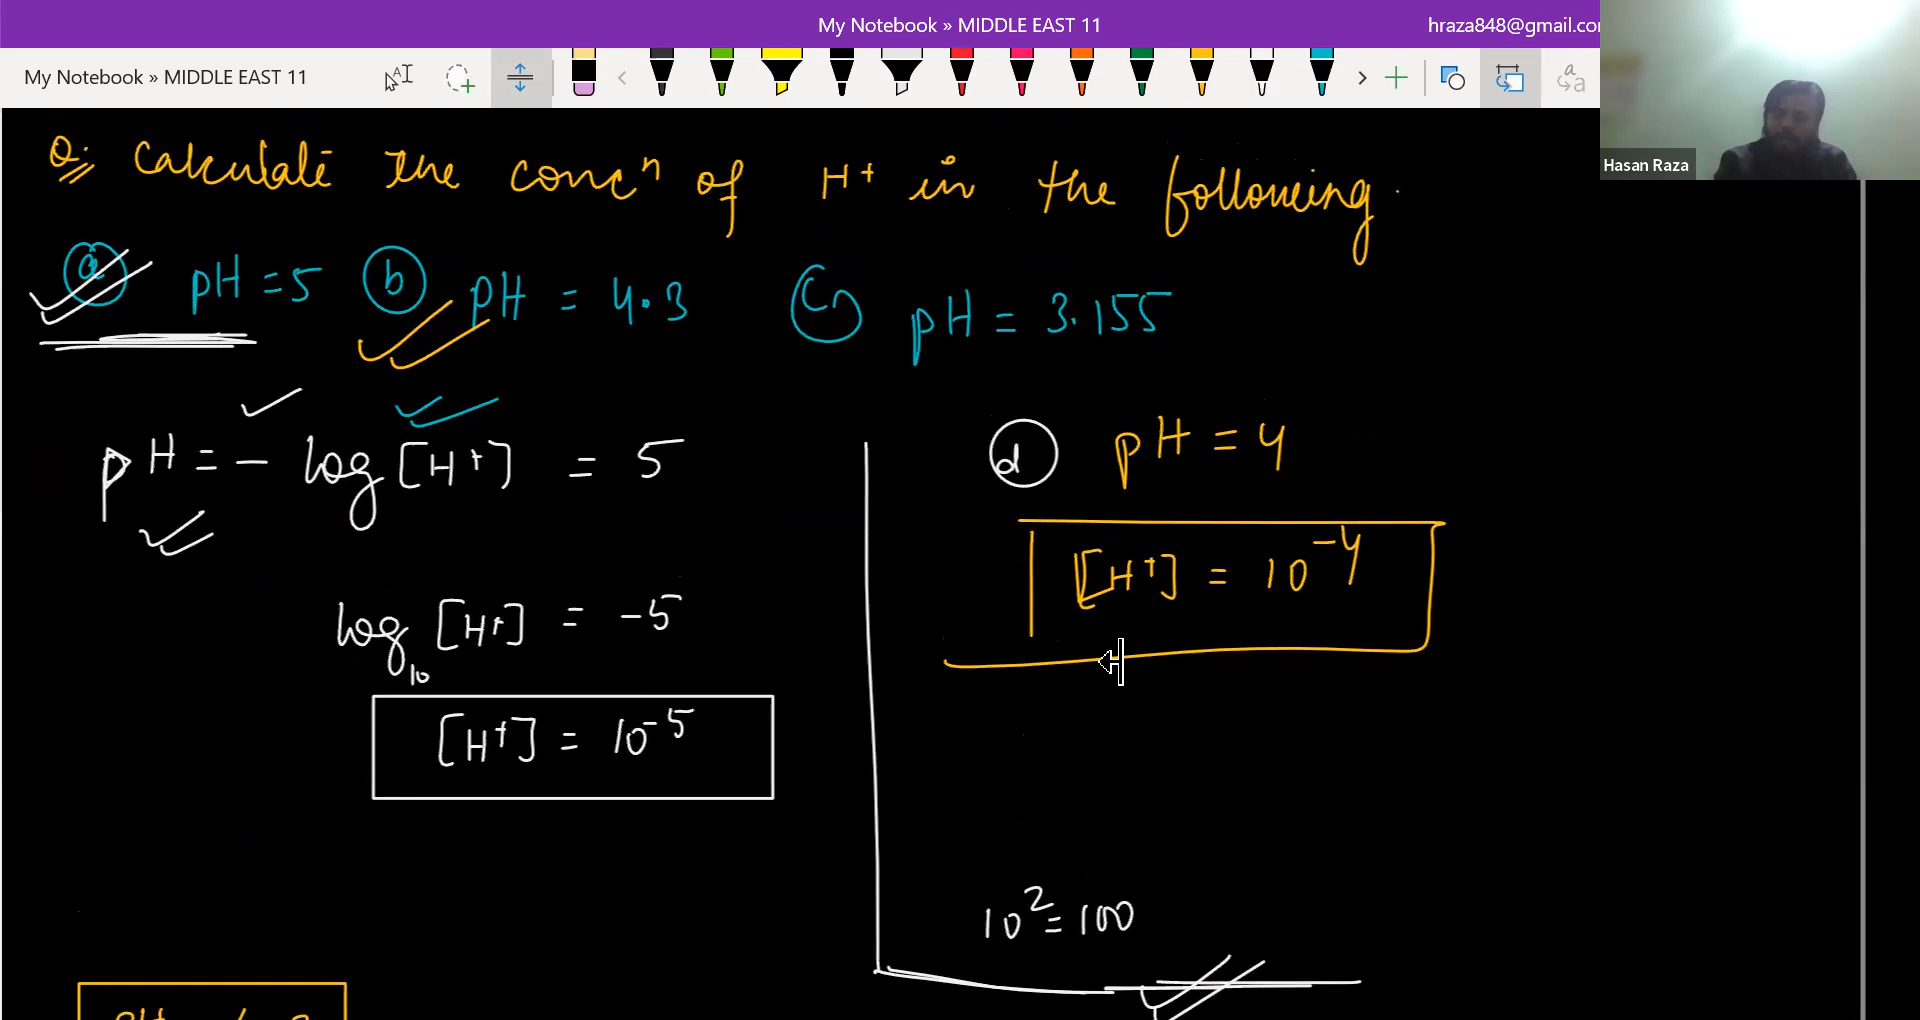 My Notebook » MIDDLE EAST 11
hraza848@gmail.co
My Notebook » MIDDLE EAST 11
Hasan Raza
Q: Calculate the concⁿ of H⁺ in the following.
(a) pH = 5 (b) pH = 4.3 (c) pH = 3.155
pH = - log [H⁺] = 5
log₁₀ [H⁺] = -5
[H⁺] = 10⁻⁵
(d) pH = 4
[H⁺] = 10⁻⁴
10² = 100